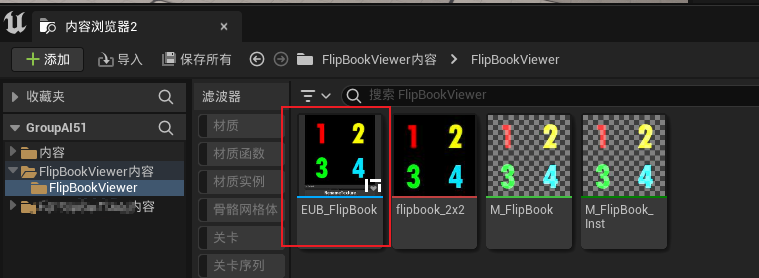 内容浏览器2
添加
导入
保存所有
FlipBookViewer内容
FlipBookViewer
收藏夹
滤波器
搜索 FlipBookViewer
GroupAI51
内容
FlipBookViewer内容
FlipBookViewer
内容
材质
材质函数
材质实例
骨骼网格体
关卡
关卡序列
1 2
3 4
EUB_FlipBook
1 2
3 4
flipbook_2x2
1 2
3 4
M_FlipBook
1 2
3 4
M_FlipBook_
Inst